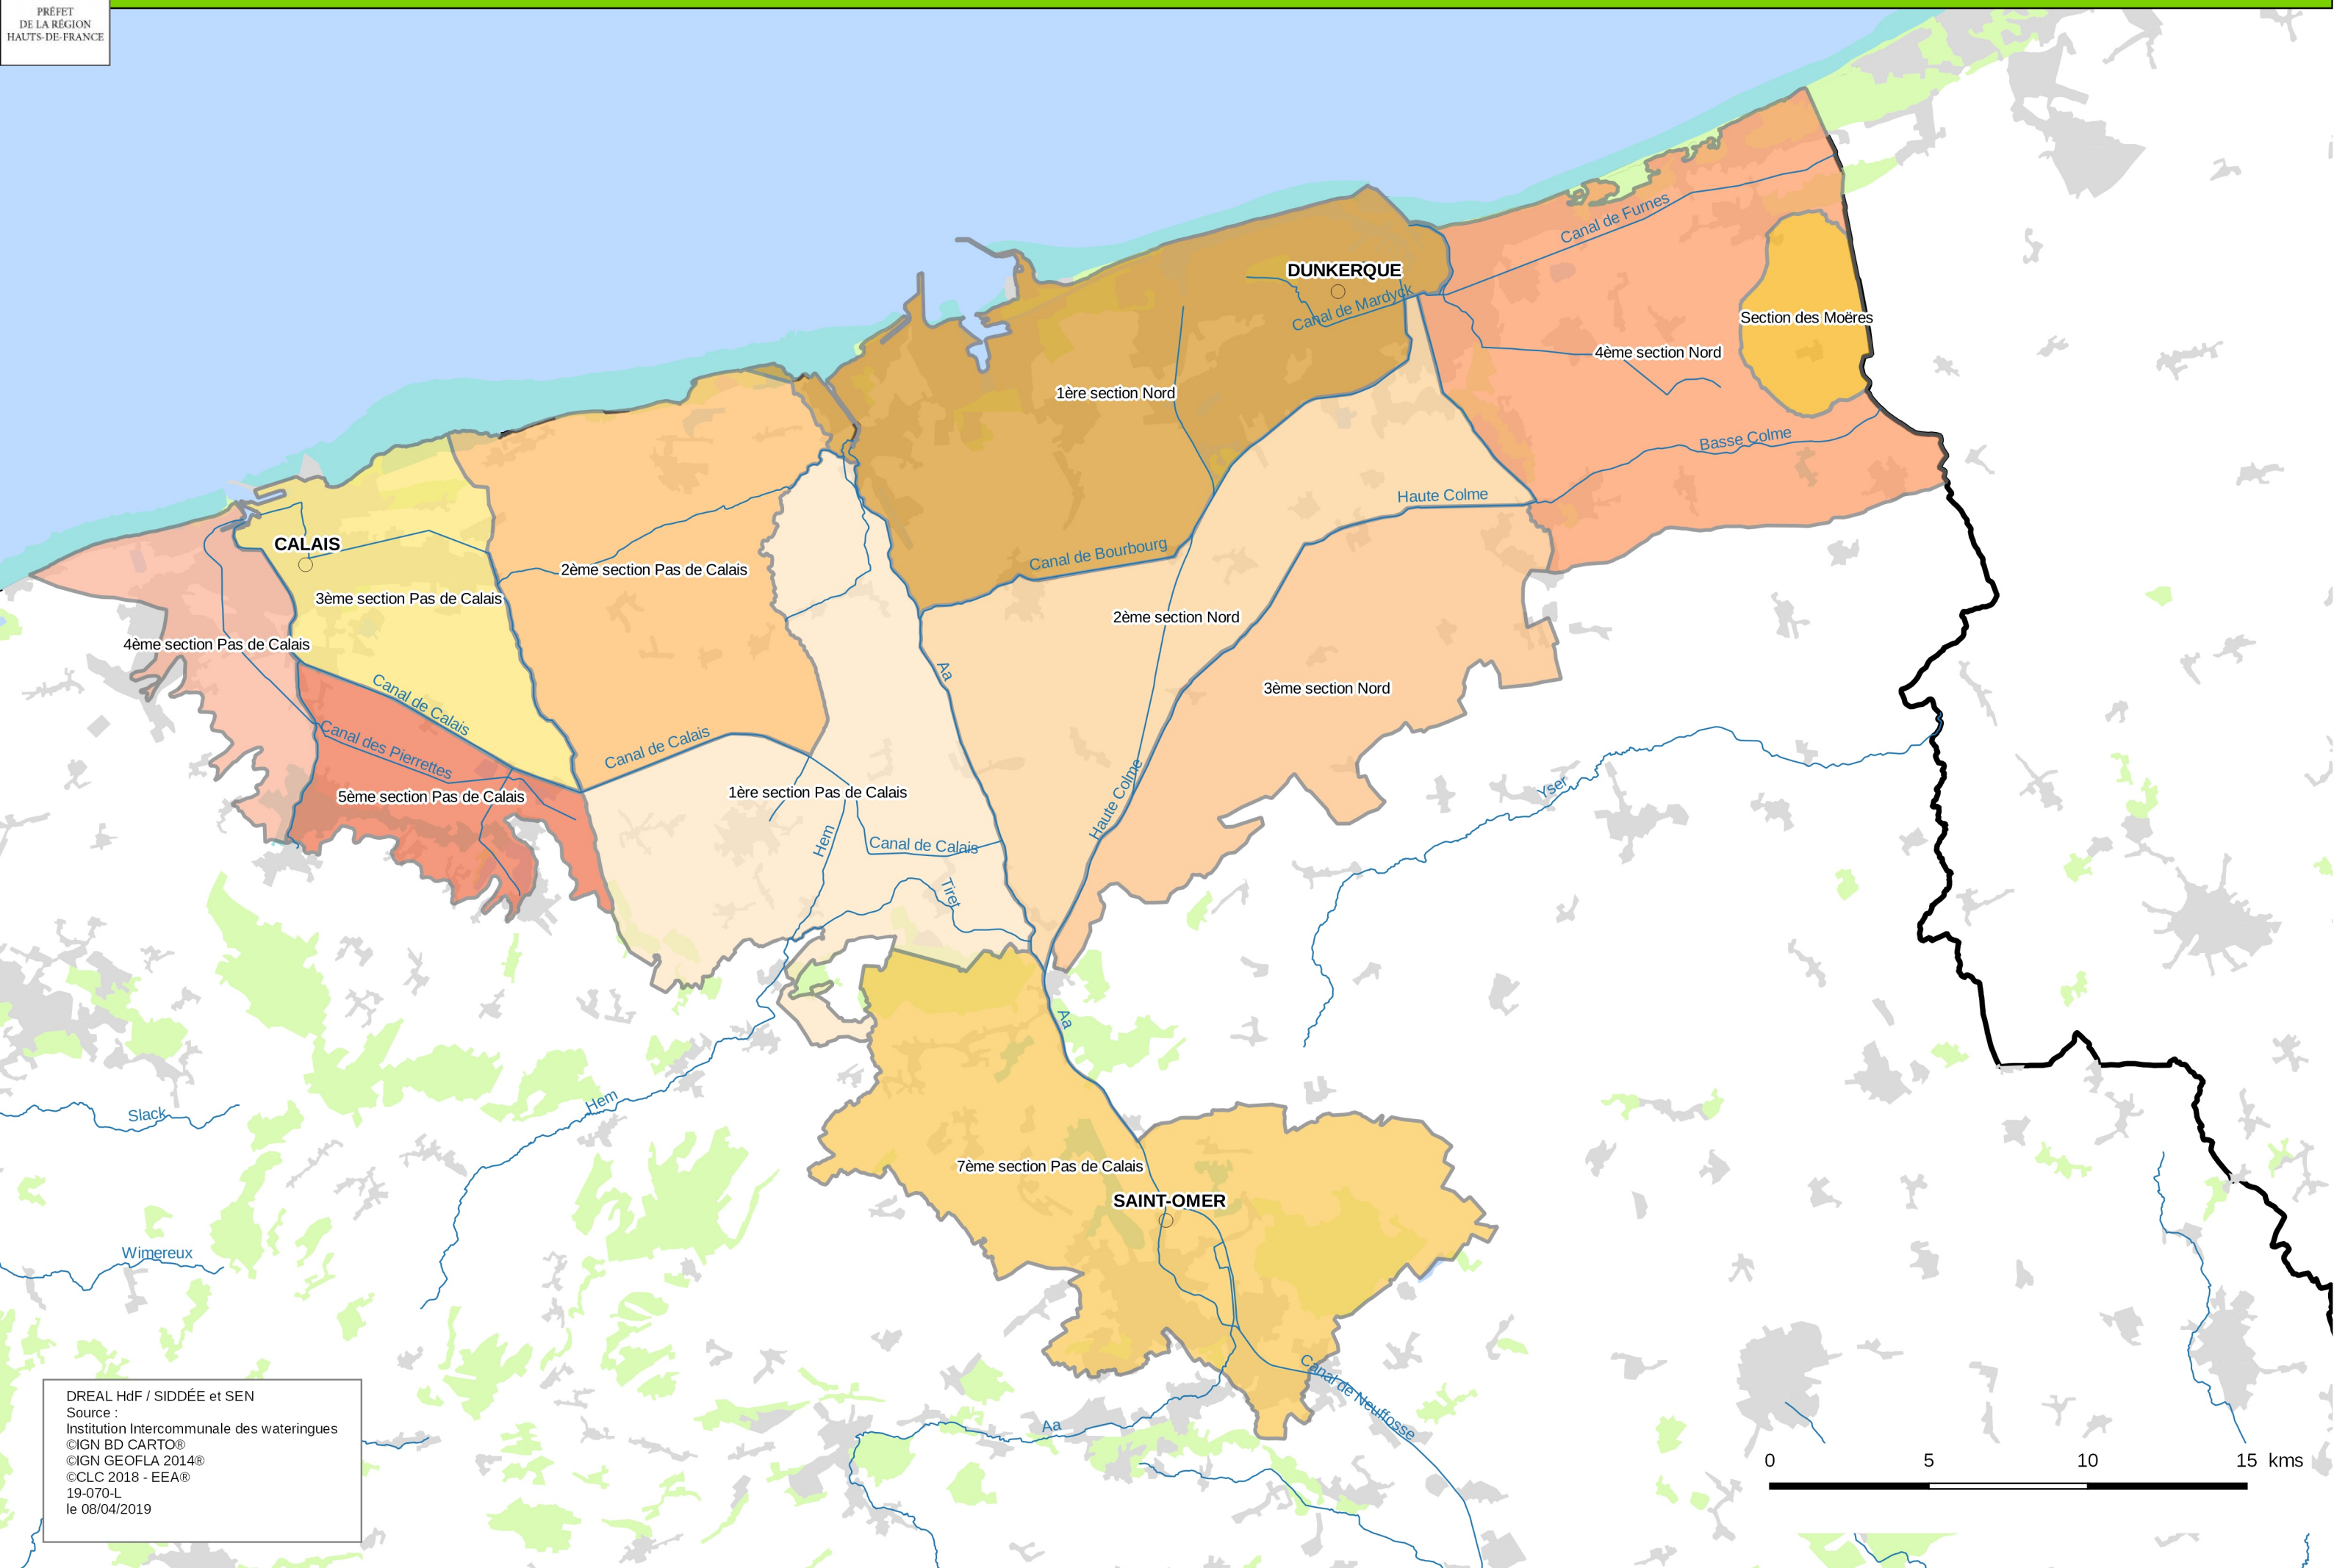 PRÉFET
DE LA RÉGION
HAUTS-DE-FRANCE
DUNKERQUE
Canal de Furnes
Canal de Mardyck
Section des Moëres
4ème section Nord
1ère section Nord
Basse Colme
Haute Colme
CALAIS
Canal de Bourbourg
2ème section Pas de Calais
3ème section Pas de Calais
2ème section Nord
4ème section Pas de Calais
Aa
3ème section Nord
Canal de Calais
Canal de Calais
Canal des Pierrettes
5ème section Pas de Calais
1ère section Pas de Calais
Haute Colme
Yser
Hem
Canal de Calais
Tiret
Aa
Hem
Slack
7ème section Pas de Calais
SAINT-OMER
Wimereux
Canal de Neuffosse
Aa
DREAL HdF / SIDDÉE et SEN
Source :
Institution Intercommunale des wateringues
©IGN BD CARTO®
©IGN GEOFLA 2014®
©CLC 2018 - EEA®
19-070-L
le 08/04/2019
0 5 10 15 kms